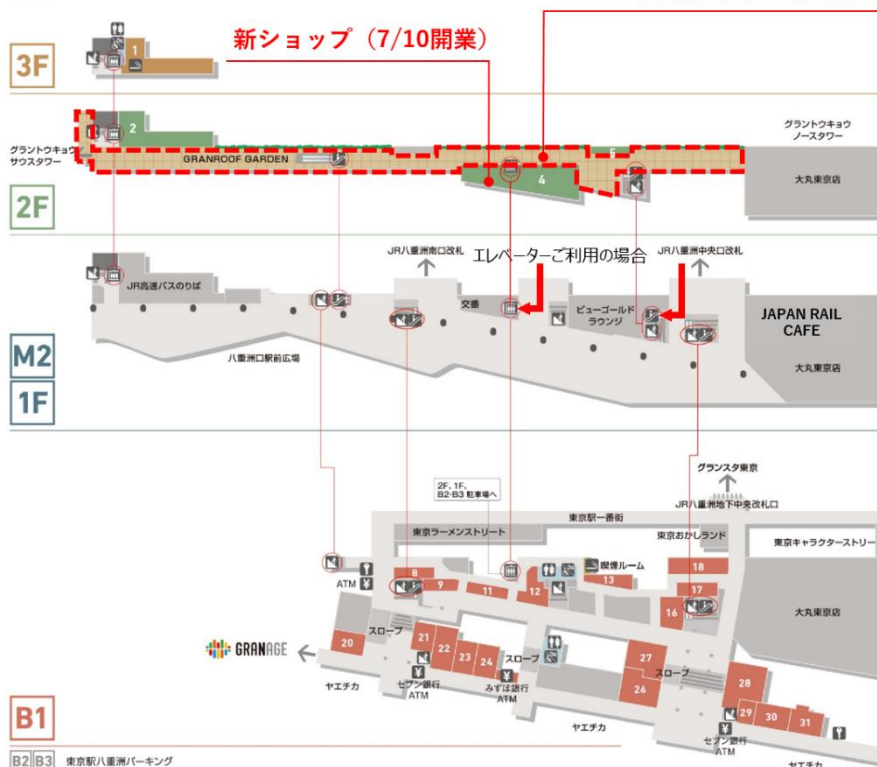 新ショップ（7/10開業）
3F
1
グラントウキョウ
サウスタワー
2
GRANROOF GARDEN
4
グラントウキョウ
ノースタワー
大丸東京店
2F
JR八重洲南口改札
エレベーターご利用の場合
JR八重洲中央口改札
JR高速バスのりば
交番
ビューゴールド
ラウンジ
JAPAN RAIL
CAFE
大丸東京店
八重洲口駅前広場
M2
1F
グランスタ東京
2F、1F、
B2・B3 駐車場へ
JR八重洲地下中央改札口
東京駅一番街
東京ラーメンストリート
東京おかしランド
東京キャラクターストリー
ATM
8
9
11
12
喫煙ルーム
13
18
17
16
大丸東京店
GRANAGE
20
スロープ
21
22
23
24
スロープ
27
26
スロープ
28
29
30
31
ヤエチカ
セブン銀行
ATM
みずほ銀行
ATM
ヤエチカ
セブン銀行
ATM
ヤエチカ
B1
B2 B3 東京駅八重洲パーキング